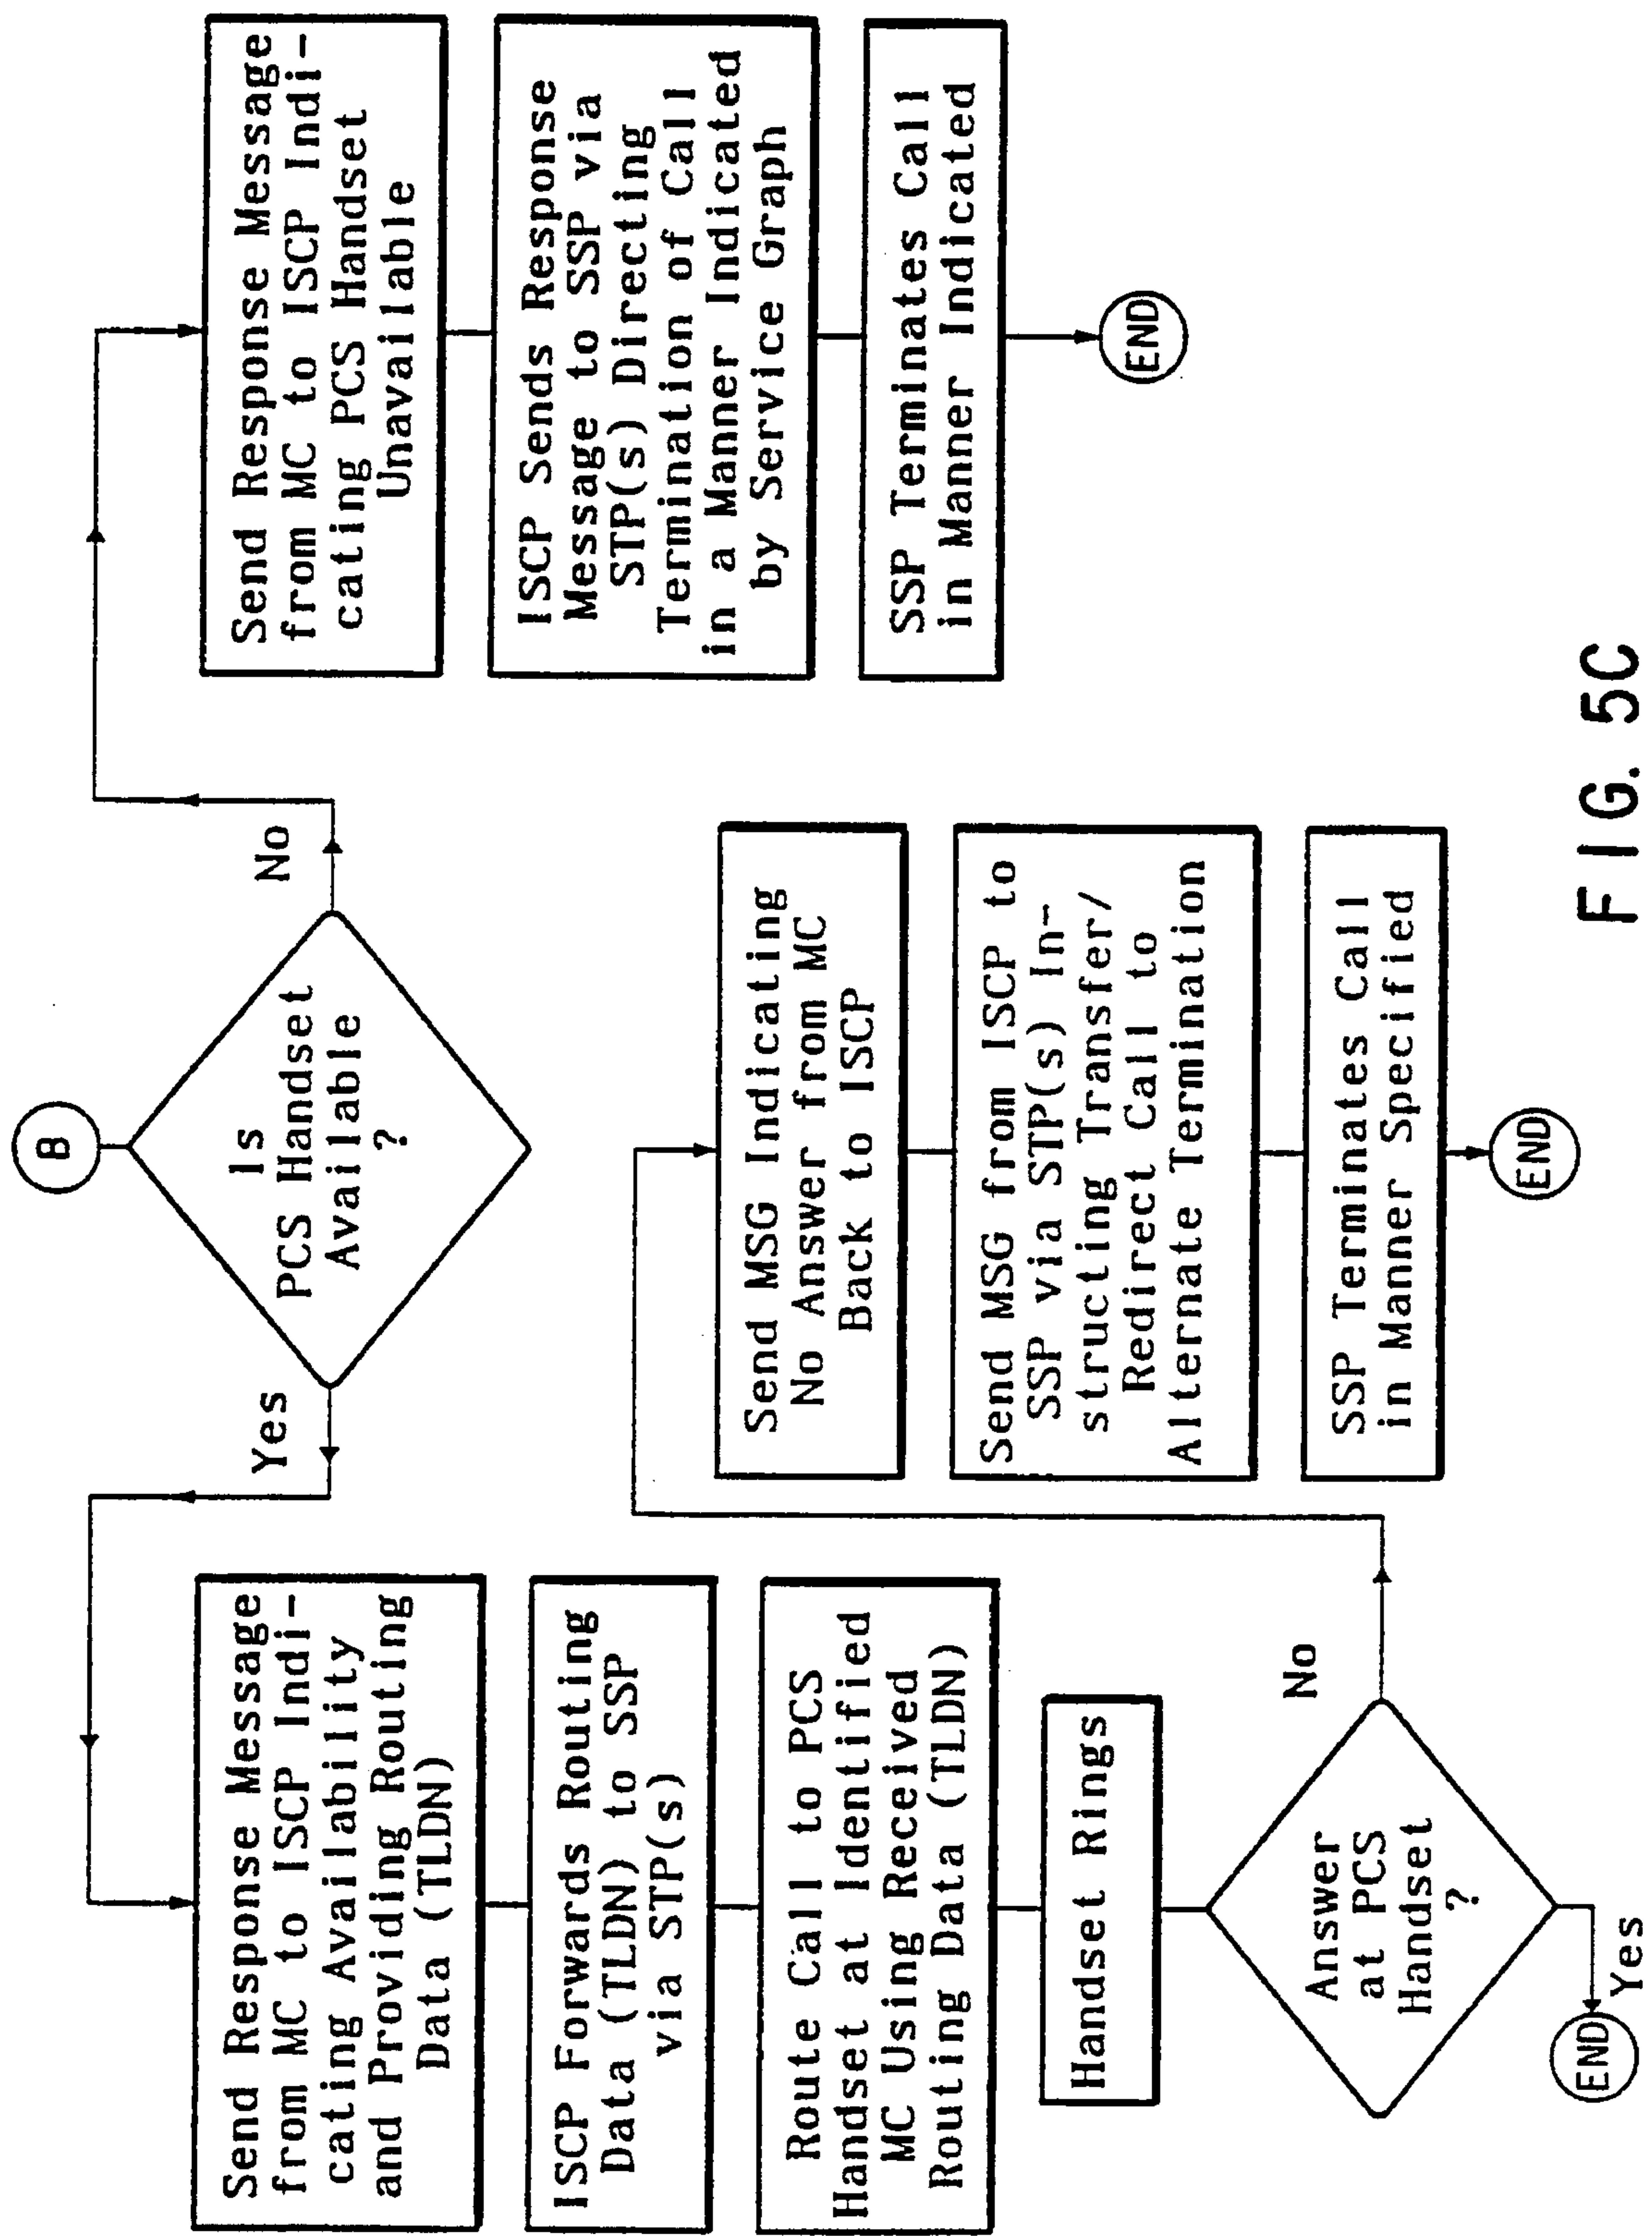 B
Is
PCS Handset
Available
?
Yes
No
Send Response Message
from MC to ISCP Indi-
cating Availability
and Providing Routing
Data (TLDN)
ISCP Forwards Routing
Data (TLDN) to SSP
via STP(s)
Route Call to PCS
Handset at Identified
MC Using Received
Routing Data (TLDN)
Handset Rings
Answer
at PCS
Handset
?
No
Yes
END
Send MSG Indicating
No Answer from MC
Back to ISCP
Send MSG from ISCP to
SSP via STP(s) In-
structing Transfer/
Redirect Call to
Alternate Termination
SSP Terminates Call
in Manner Specified
END
Send Response Message
from MC to ISCP Indi-
cating PCS Handset
Unavailable
ISCP Sends Response
Message to SSP via
STP(s) Directing
Termination of Call
in a Manner Indicated
by Service Graph
SSP Terminates Call
in Manner Indicated
END
FIG. 5C